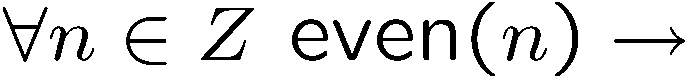 ∀n ∈ Z even(n) →